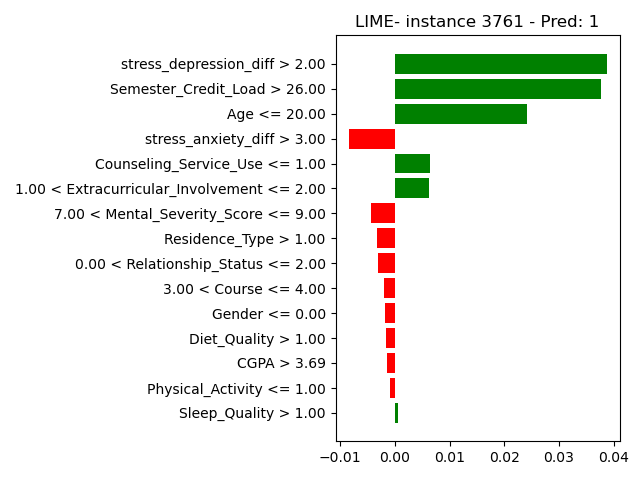 LIME- instance 3761 - Pred: 1
stress_depression_diff > 2.00
Semester_Credit_Load > 26.00
Age <= 20.00
stress_anxiety_diff > 3.00
Counseling_Service_Use <= 1.00
1.00 < Extracurricular_Involvement <= 2.00
7.00 < Mental_Severity_Score <= 9.00
Residence_Type > 1.00
0.00 < Relationship_Status <= 2.00
3.00 < Course <= 4.00
Gender <= 0.00
Diet_Quality > 1.00
CGPA > 3.69
Physical_Activity <= 1.00
Sleep_Quality > 1.00
−0.01 0.00 0.01 0.02 0.03 0.04